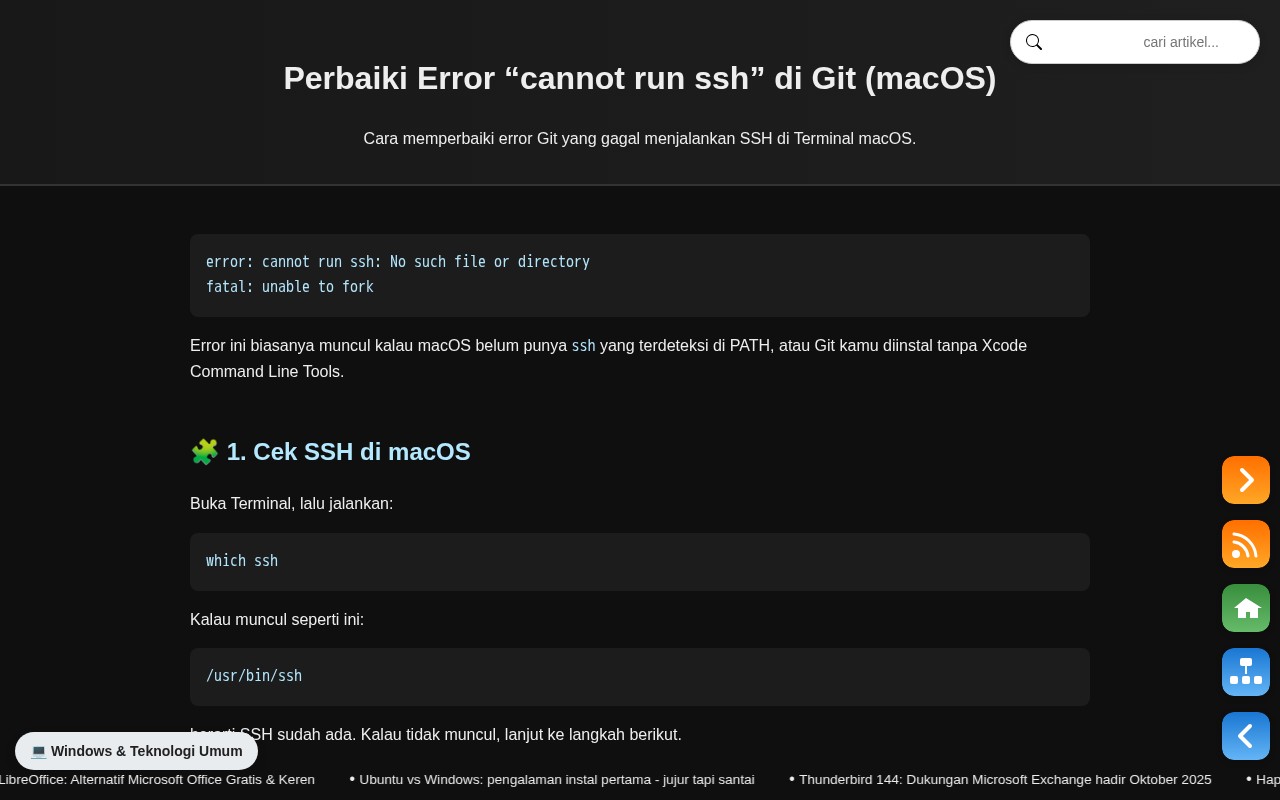 cari artikel...
Perbaiki Error “cannot run ssh” di Git (macOS)
Cara memperbaiki error Git yang gagal menjalankan SSH di Terminal macOS.
error: cannot run ssh: No such file or directory
fatal: unable to fork
Error ini biasanya muncul kalau macOS belum punya ssh yang terdeteksi di PATH, atau Git kamu diinstal tanpa Xcode
Command Line Tools.
🧩 1. Cek SSH di macOS
Buka Terminal, lalu jalankan:
which ssh
Kalau muncul seperti ini:
/usr/bin/ssh
SSH sudah ada. Kalau tidak muncul, lanjut ke langkah berikut.
💻 Windows & Teknologi Umum
LibreOffice: Alternatif Microsoft Office Gratis & Keren • Ubuntu vs Windows: pengalaman instal pertama - jujur tapi santai • Thunderbird 144: Dukungan Microsoft Exchange hadir Oktober 2025 •